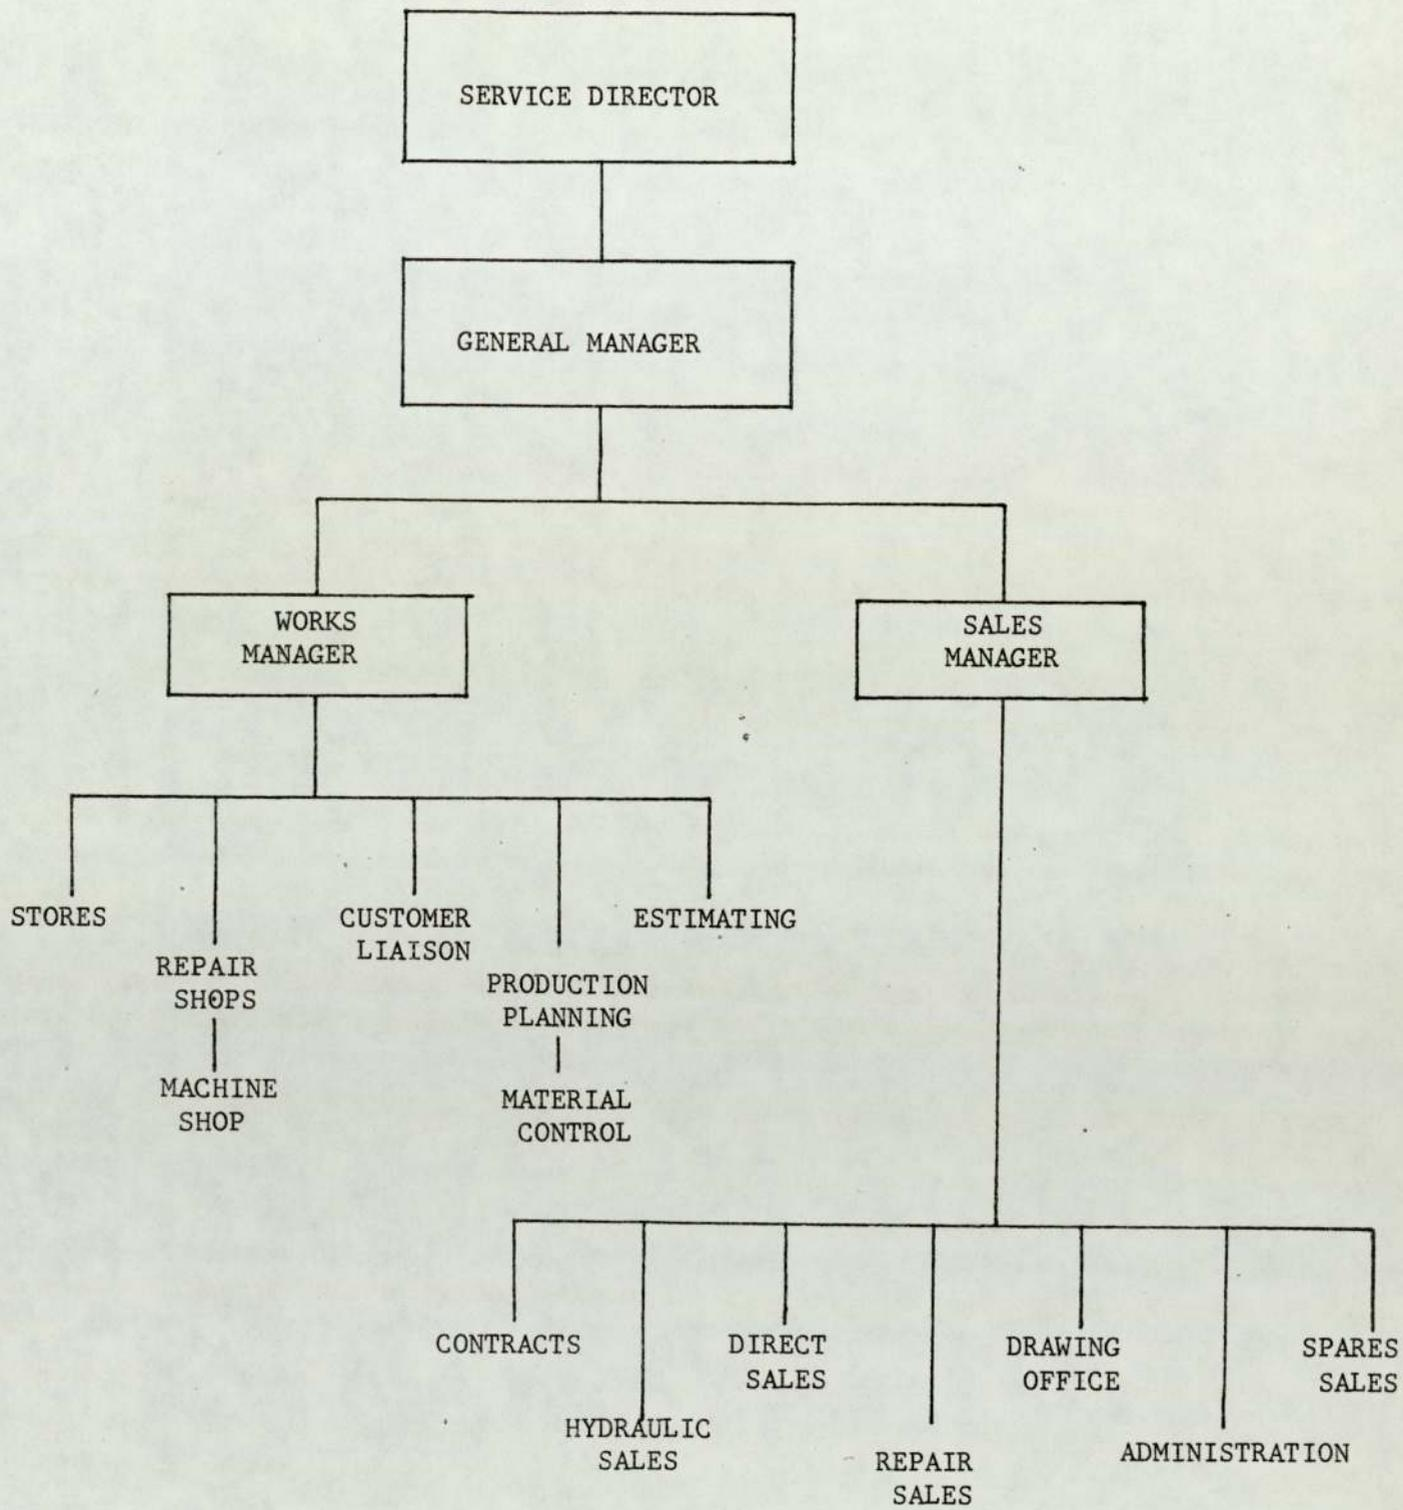 SERVICE DIRECTOR
GENERAL MANAGER
WORKS
MANAGER
SALES
MANAGER
STORES
REPAIR
SHOPS
MACHINE
SHOP
CUSTOMER
LIAISON
PRODUCTION
PLANNING
MATERIAL
CONTROL
ESTIMATING
CONTRACTS
HYDRAULIC
SALES
DIRECT
SALES
REPAIR
SALES
DRAWING
OFFICE
ADMINISTRATION
SPARES
SALES